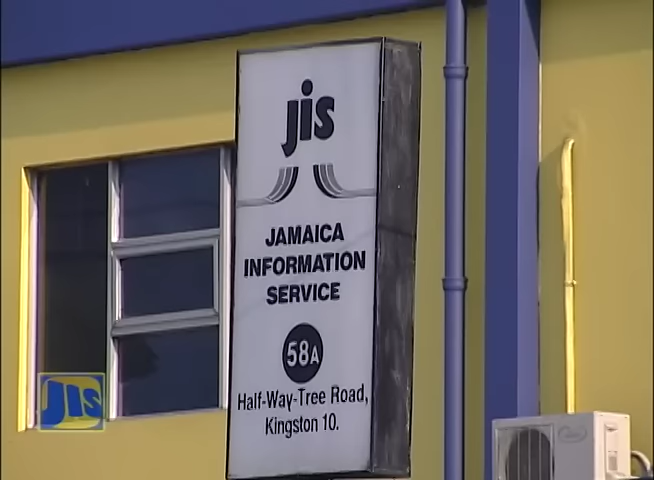 jis
JAMAICA
INFORMATION
SERVICE
58A
Half-Way-Tree Road,
Kingston 10.
JIS